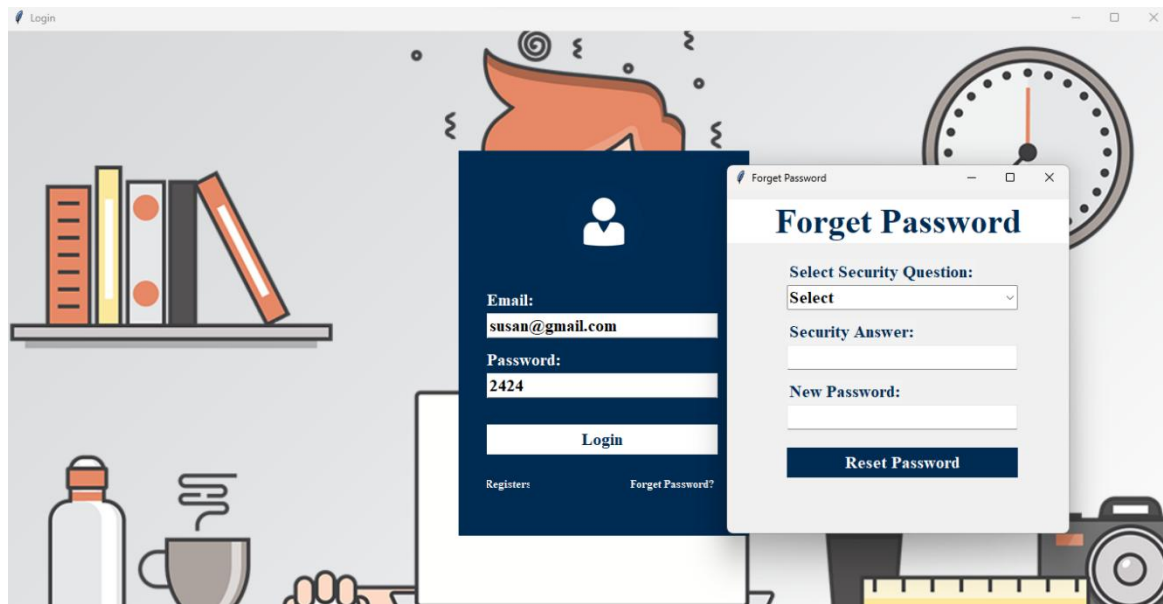 Login
Email:
susan@gmail.com
Password:
2424
Login
Registers
Forget Password?
Forget Password
Forget Password
Select Security Question:
Select
Security Answer:
New Password:
Reset Password